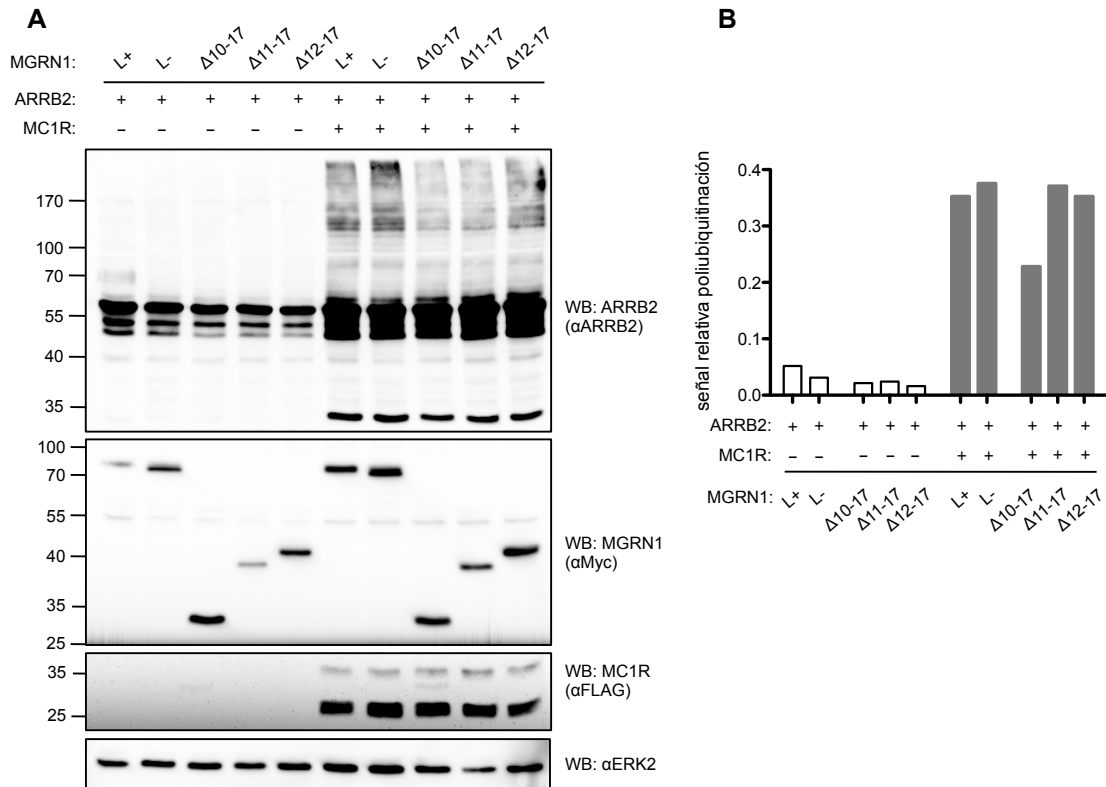 A
MGRN1: L+ L- Δ10-17 Δ11-17 Δ12-17 L+ L- Δ10-17 Δ11-17 Δ12-17
ARRB2: + + + + + + + + + +
MC1R: – – – – – + + + + +
170
100
70
55
40
35
WB: ARRB2
(αARRB2)
100
70
55
40
35
25
WB: MGRN1
(αMyc)
35
25
WB: MC1R
(αFLAG)
WB: αERK2
B
señal relativa poliubiquitinación
0.4
0.3
0.2
0.1
0.0
ARRB2: + + + + + + + + + +
MC1R: – – – – – + + + + +
MGRN1: L+ L- Δ10-17 Δ11-17 Δ12-17 L+ L- Δ10-17 Δ11-17 Δ12-17